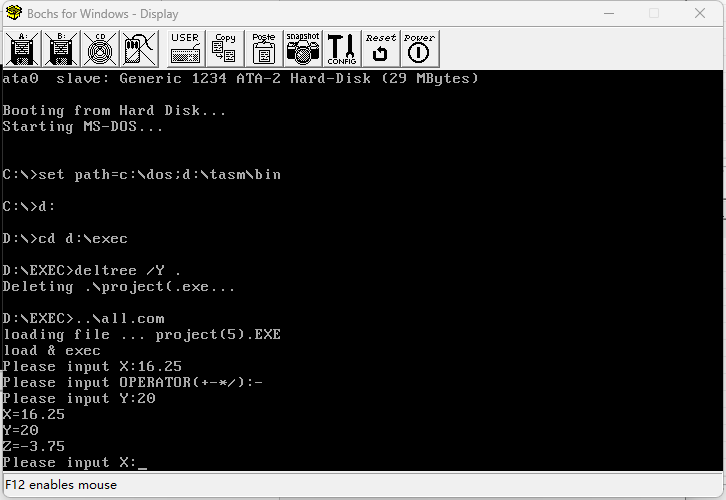 Bochs for Windows - Display
A:
B:
CD
USER
Copy
Paste
snapshot
CONFIG
Reset
Power
ata0  slave: Generic 1234 ATA-2 Hard-Disk (29 MBytes)
Booting from Hard Disk...
Starting MS-DOS...
C:\>set path=c:\dos;d:\tasm\bin
C:\>d:
D:\>cd d:\exec
D:\EXEC>deltree /Y .
Deleting .\project(.exe...
D:\EXEC>..\all.com
loading file ... project(5).EXE
load & exec
Please input X:16.25
Please input OPERATOR(+-*/):-
Please input Y:20
X=16.25
Y=20
Z=-3.75
Please input X:_
F12 enables mouse